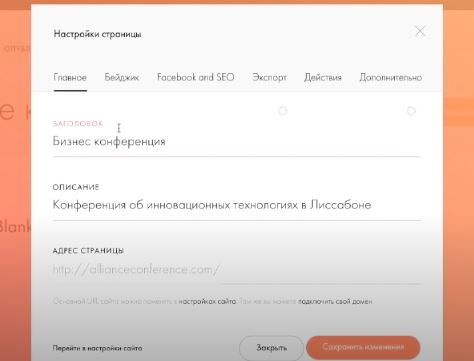 Настройки страницы
Главное Бейджик Facebook and SEO Экспорт Действия Дополнительно
ЗАГОЛОВОК
Бизнес конференция
ОПИСАНИЕ
Конференция об инновационных технологиях в Лиссабоне
Blank
АДРЕС СТРАНИЦЫ
http://allianceconference.com/
Основной URL сайта можно поменять в настройках сайта. Там же вы можете подключить свой домен
Перейти в настройки сайта Закрыть Сохранить изменения